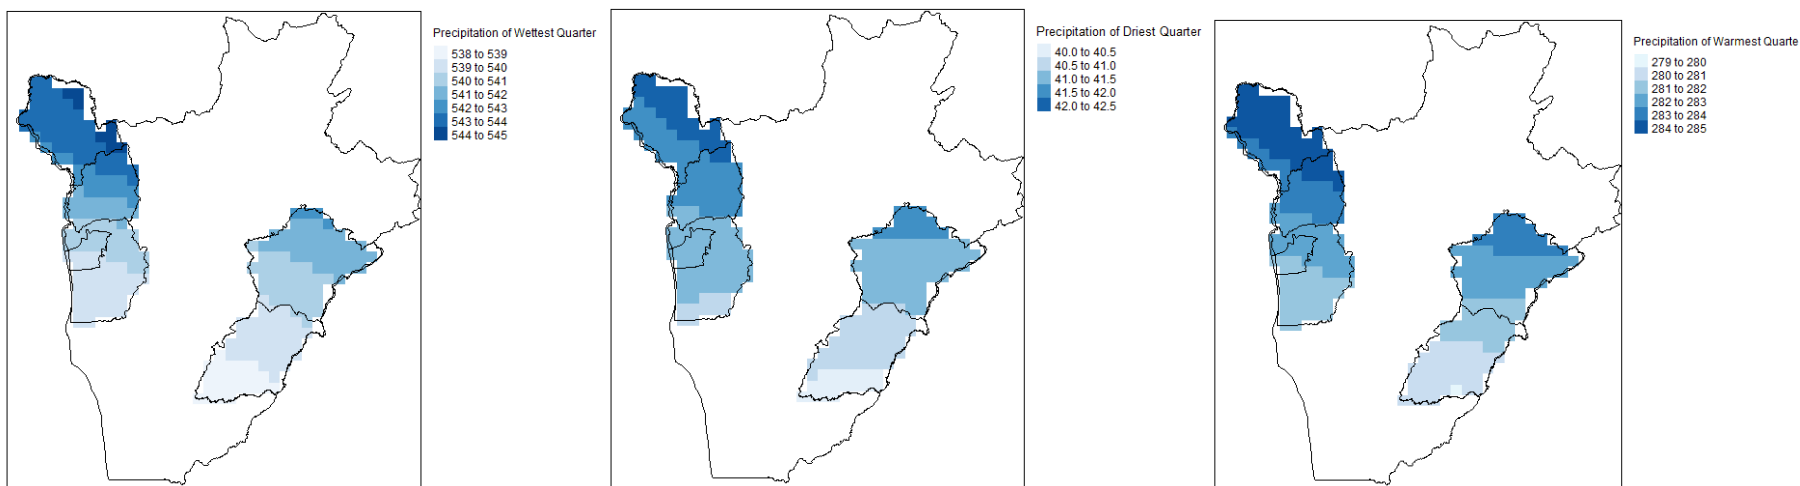 Precipitation of Wettest Quarter
538 to 539
539 to 540
540 to 541
541 to 542
542 to 543
543 to 544
544 to 545
Precipitation of Driest Quarter
40.0 to 40.5
40.5 to 41.0
41.0 to 41.5
41.5 to 42.0
42.0 to 42.5
Precipitation of Warmest Quarte
279 to 280
280 to 281
281 to 282
282 to 283
283 to 284
284 to 285